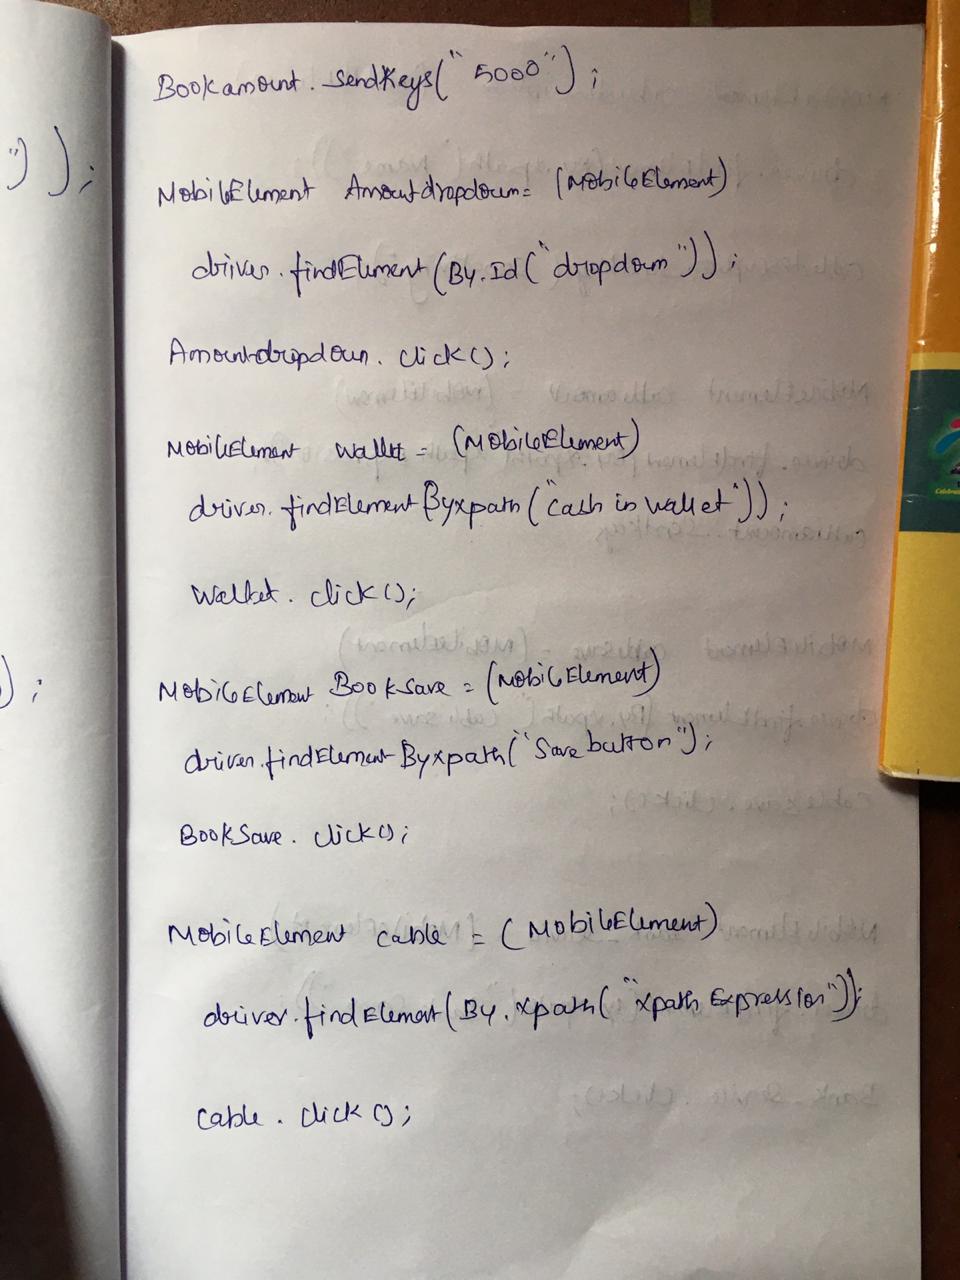 Bookamount. SendKeys("5000");
MobileElement Amountdropdown= (MobileElement)
driver.findElement(By.Id("dropdown"));
Amountdropdown. click();
MobileElement Wallet = (MobileElement)
driver.findElement Byxpath("Cash in Wallet"));
Wallet. click();
MobileElement BookSave = (MobileElement)
driver.findElement Byxpath("Save button");
BookSave. click();
MobileElement cable = (MobileElement)
driver.findElement(By.xpath("xpath Expression"));
Cable. click();
"));
);